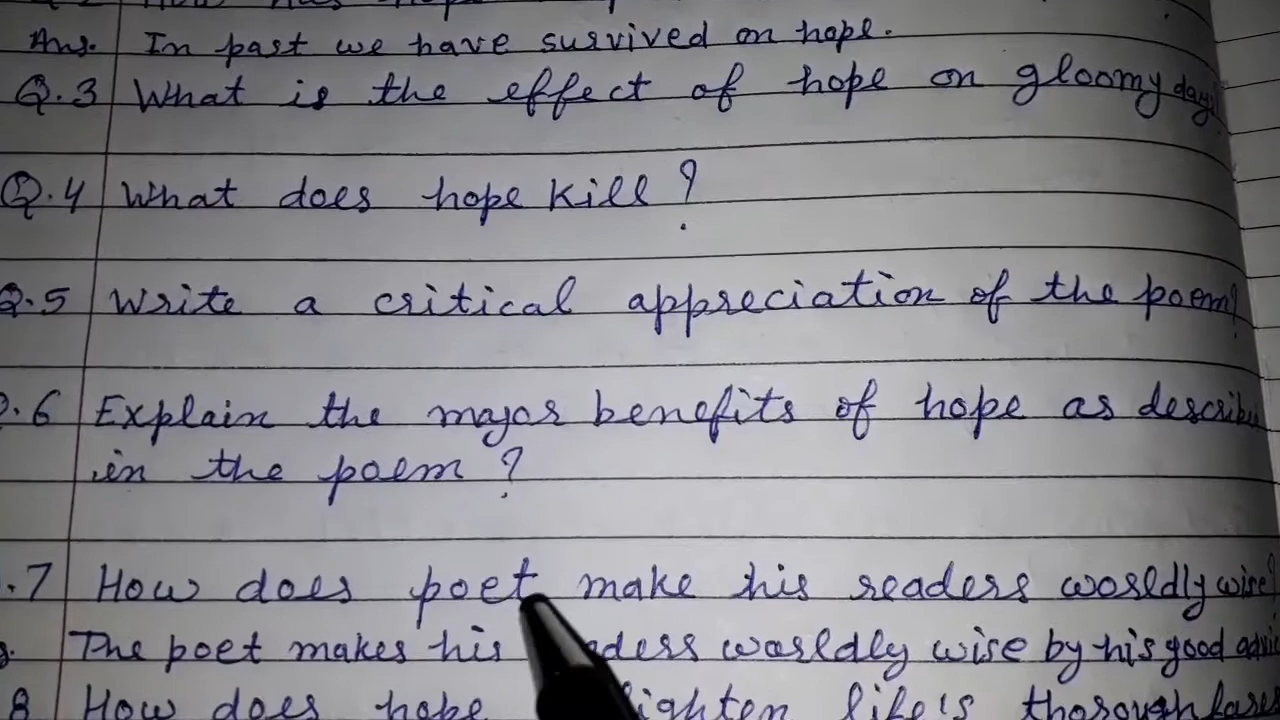 Ans. In past we have survived on hope.
Q.3 What is the effect of hope on gloomy day
Q.4 What does hope kill?
Q.5 Write a critical appreciation of the poem?
.6 Explain the major benefits of hope as describe
in the poem?
.7 How does poet make his readers worldly wise?
The poet makes his worldly wise by his good
8 How does hope life's thoroughfares